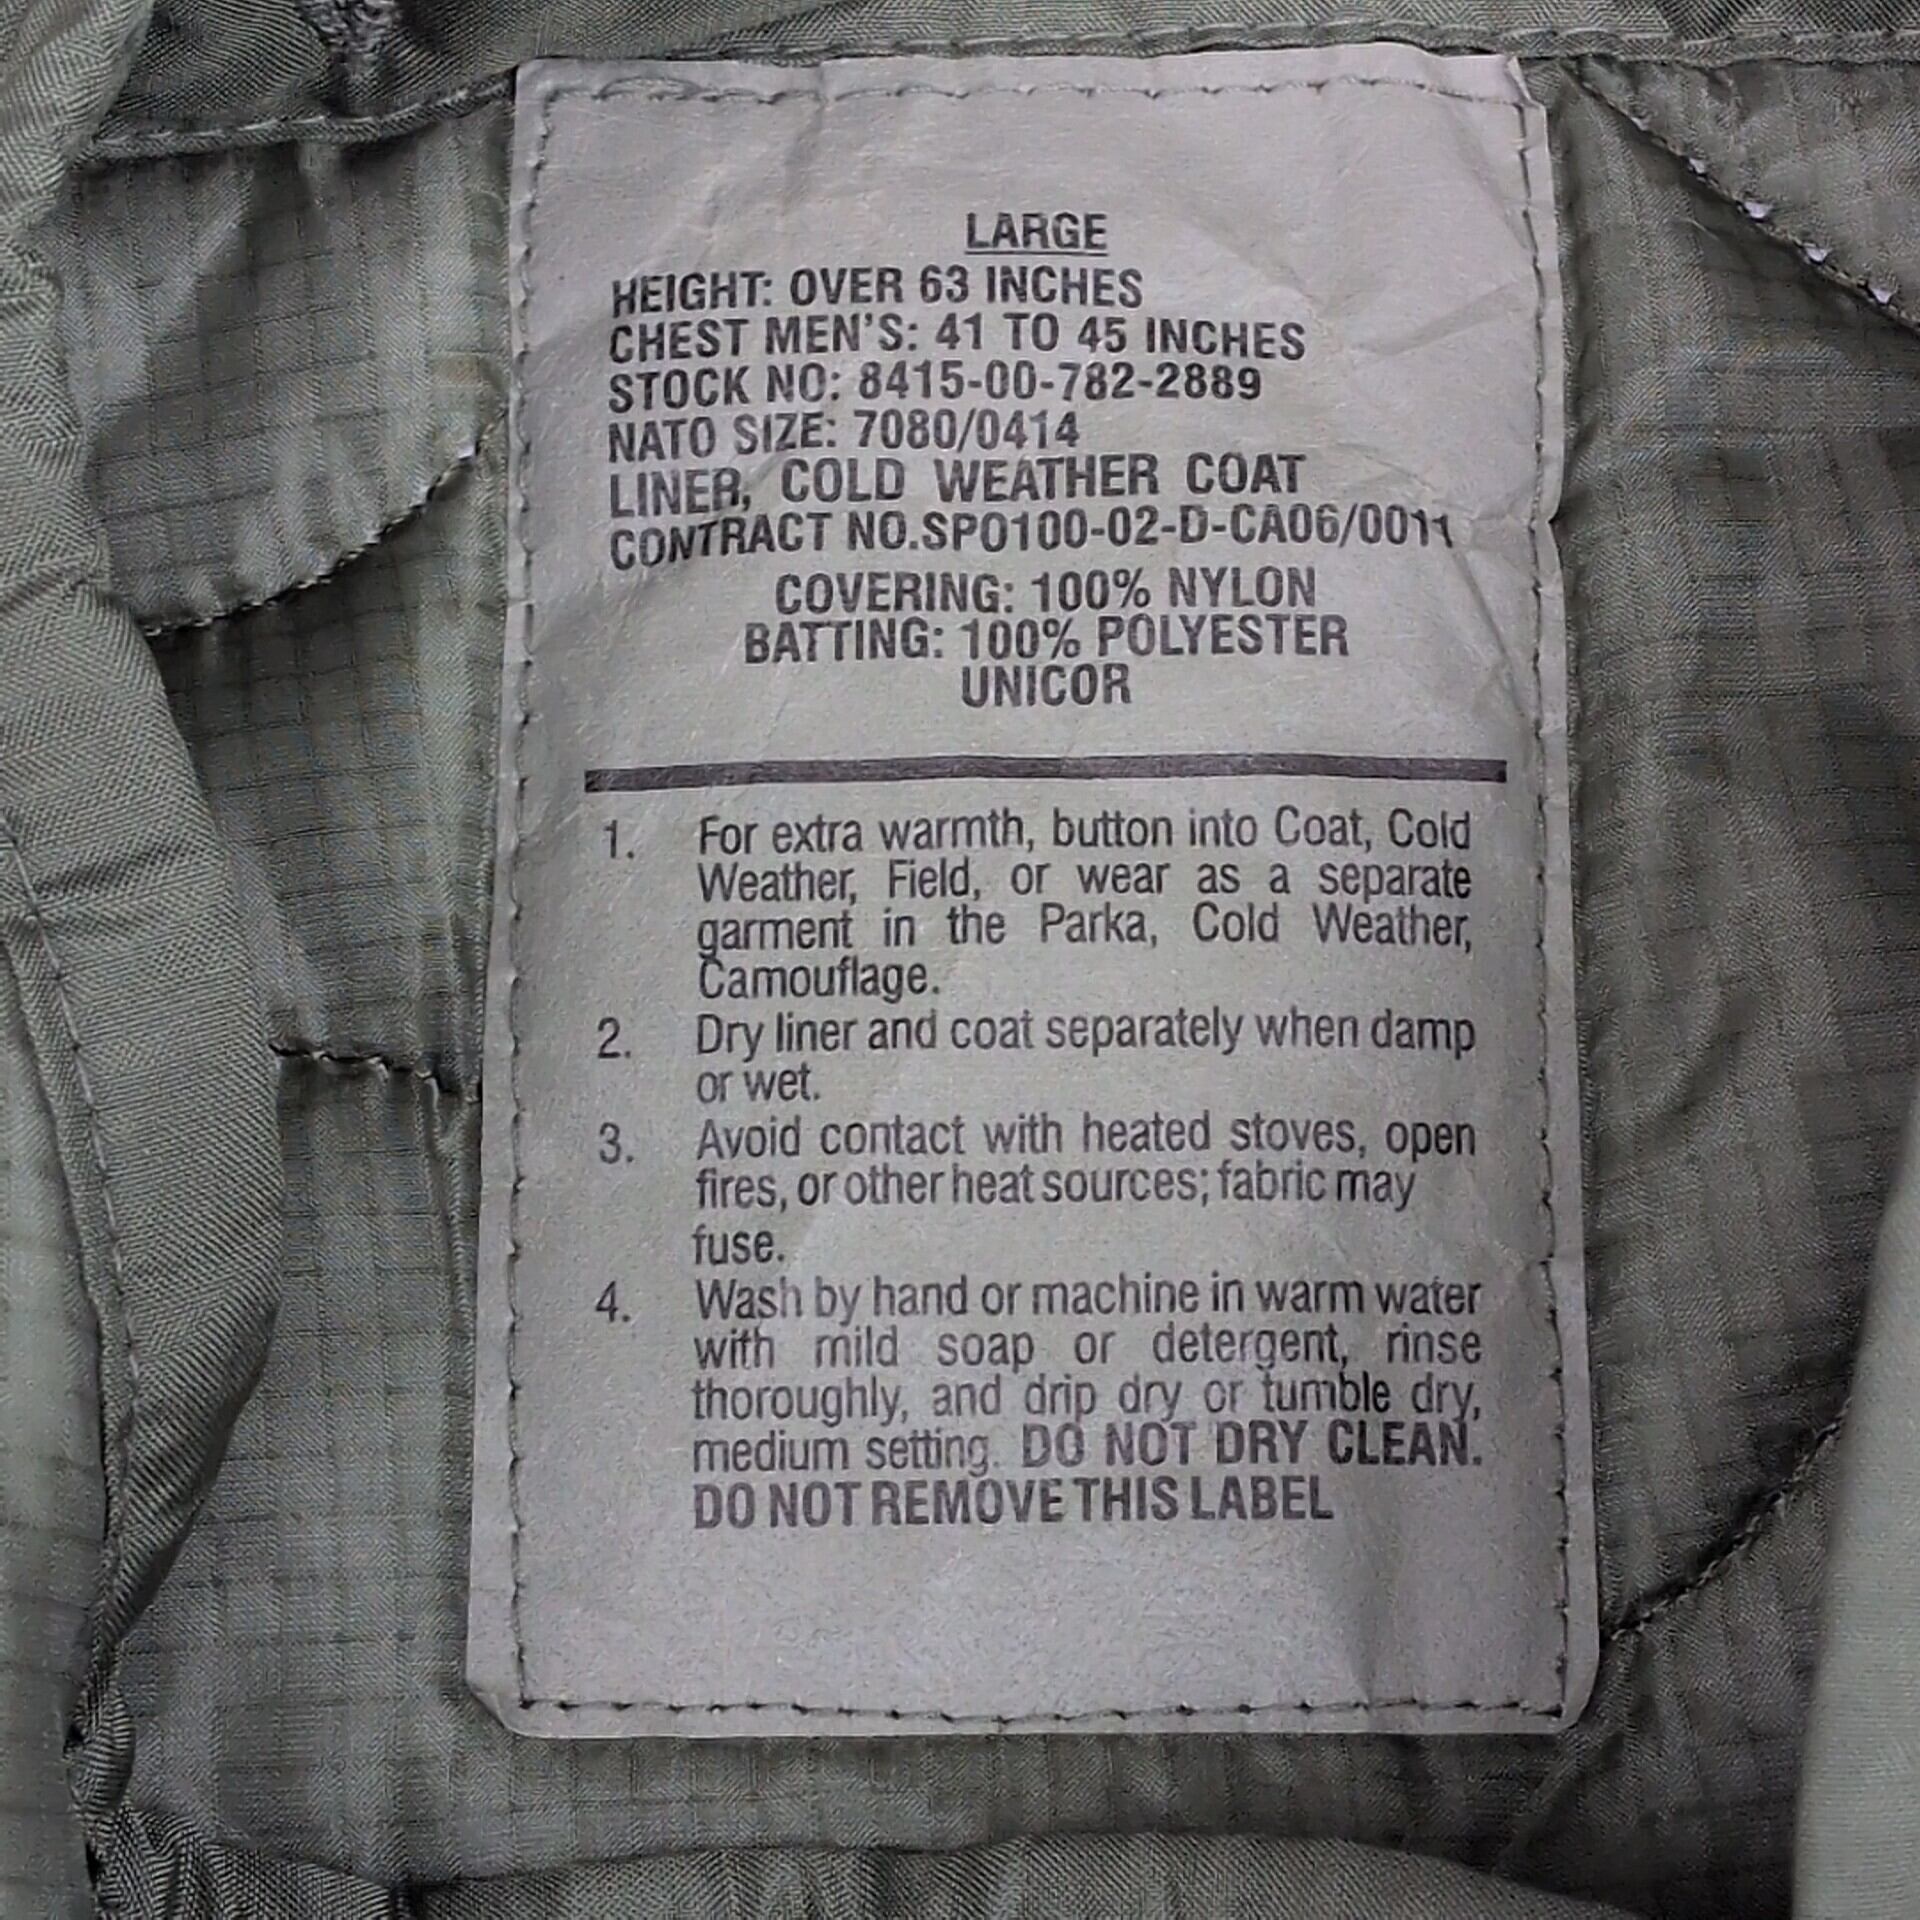 LARGE
HEIGHT: OVER 63 INCHES
CHEST MEN'S: 41 TO 45 INCHES
STOCK NO: 8415-00-782-2889
NATO SIZE: 7080/0414
LINER, COLD WEATHER COAT
CONTRACT NO.SPO100-02-D-CA06/0011
COVERING: 100% NYLON
BATTING: 100% POLYESTER
UNICOR
1. For extra warmth, button into Coat, Cold
Weather, Field, or wear as a separate
garment in the Parka, Cold Weather,
Camouflage.
2. Dry liner and coat separately when damp
or wet.
3. Avoid contact with heated stoves, open
fires, or other heat sources; fabric may
fuse.
4. Wash by hand or machine in warm water
with mild soap or detergent, rinse
thoroughly, and drip dry or tumble dry,
medium setting. DO NOT DRY CLEAN.
DO NOT REMOVE THIS LABEL